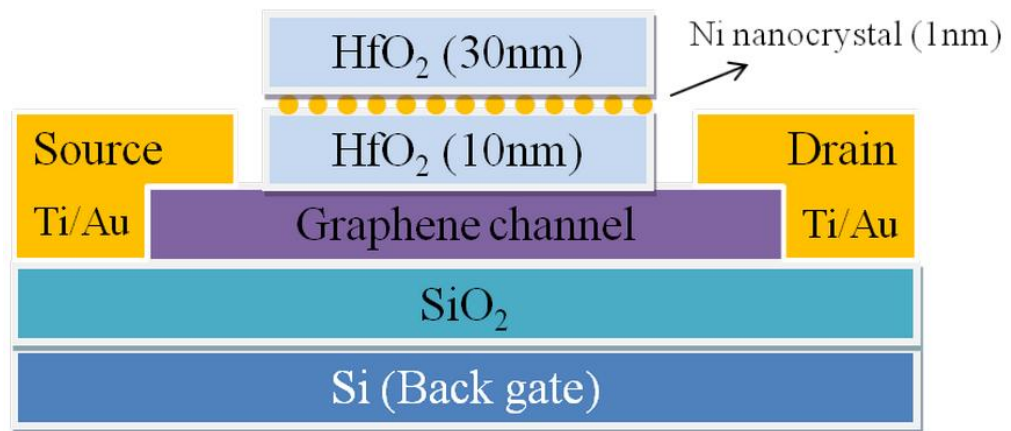 HfO₂ (30nm)
Ni nanocrystal (1nm)
Source
Ti/Au
HfO₂ (10nm)
Drain
Ti/Au
Graphene channel
SiO₂
Si (Back gate)